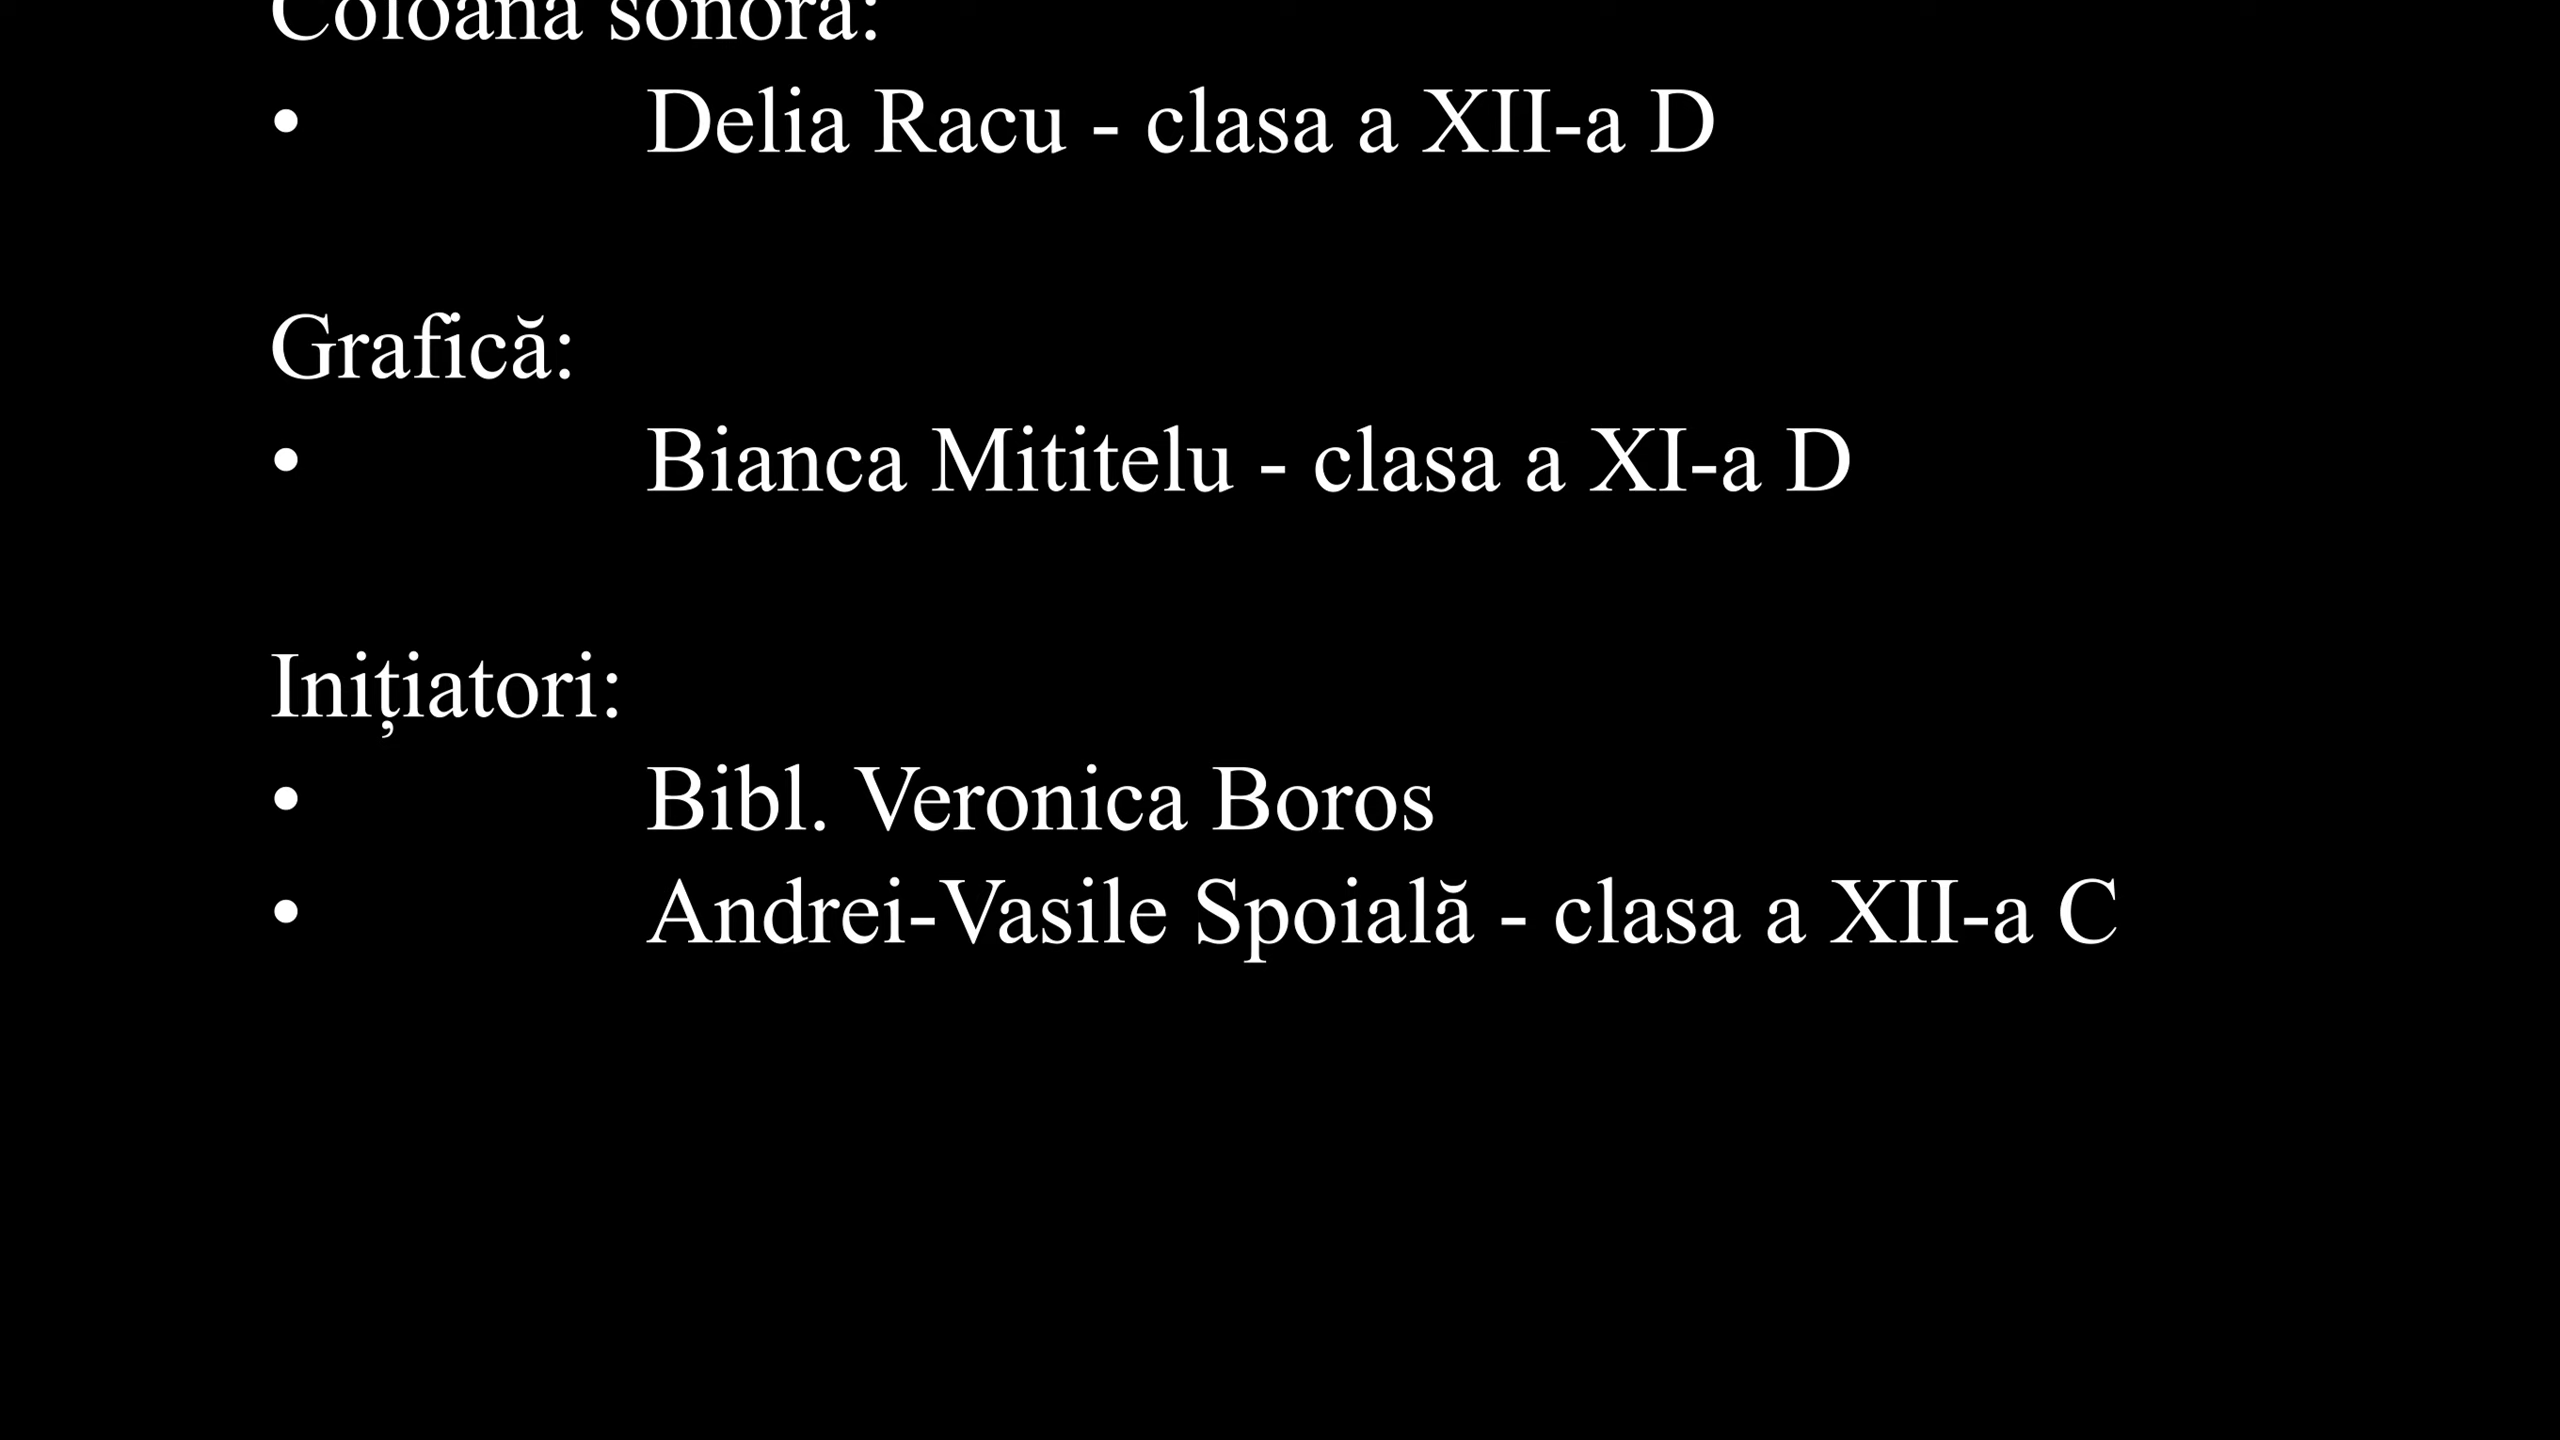 Coloana sonoră:
• Delia Racu - clasa a XII-a D
Grafică:
• Bianca Mititelu - clasa a XI-a D
Inițiatori:
• Bibl. Veronica Boros
• Andrei-Vasile Spoială - clasa a XII-a C